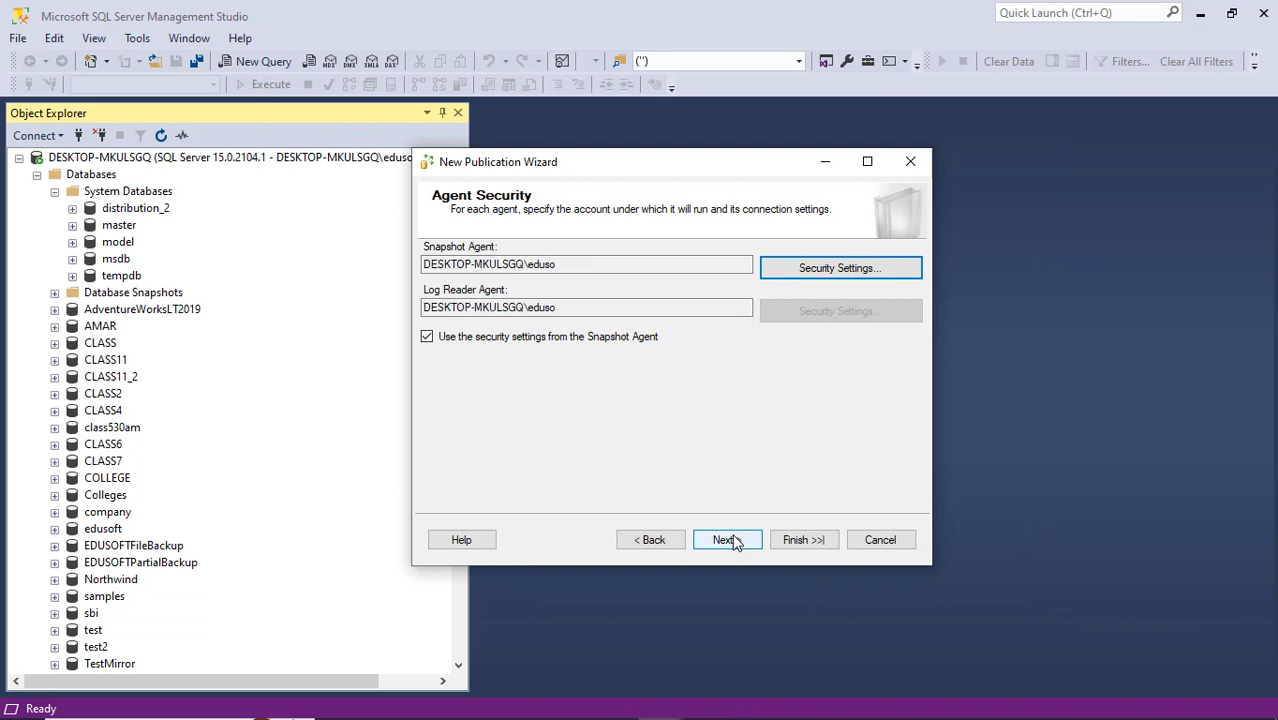 Microsoft SQL Server Management Studio
Quick Launch (Ctrl+Q)
File Edit View Tools Window Help
New Query MDX DMX XMLA DAX (") Clear Data Filters... Clear All Filters
Execute
Object Explorer
Connect
DESKTOP-MKULSGQ (SQL Server 15.0.2104.1 - DESKTOP-MKULSGQ\eduso
Databases
System Databases
distribution_2
master
model
msdb
tempdb
Database Snapshots
AdventureWorksLT2019
AMAR
CLASS
CLASS11
CLASS11_2
CLASS2
CLASS4
class530am
CLASS6
CLASS7
COLLEGE
Colleges
company
edusoft
EDUSOFTFileBackup
EDUSOFTPartialBackup
Northwind
samples
sbi
test
test2
TestMirror
New Publication Wizard
Agent Security
For each agent, specify the account under which it will run and its connection settings.
Snapshot Agent:
DESKTOP-MKULSGQ\eduso Security Settings...
Log Reader Agent:
DESKTOP-MKULSGQ\eduso Security Settings...
Use the security settings from the Snapshot Agent
Help < Back Next Finish >>| Cancel
Ready